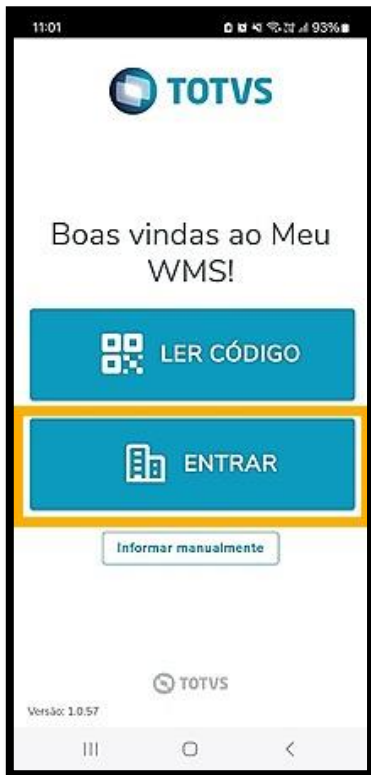 11:01 93%
TOTVS
Boas vindas ao Meu
WMS!
LER CÓDIGO
ENTRAR
Informar manualmente
TOTVS
Versão: 1.0.57